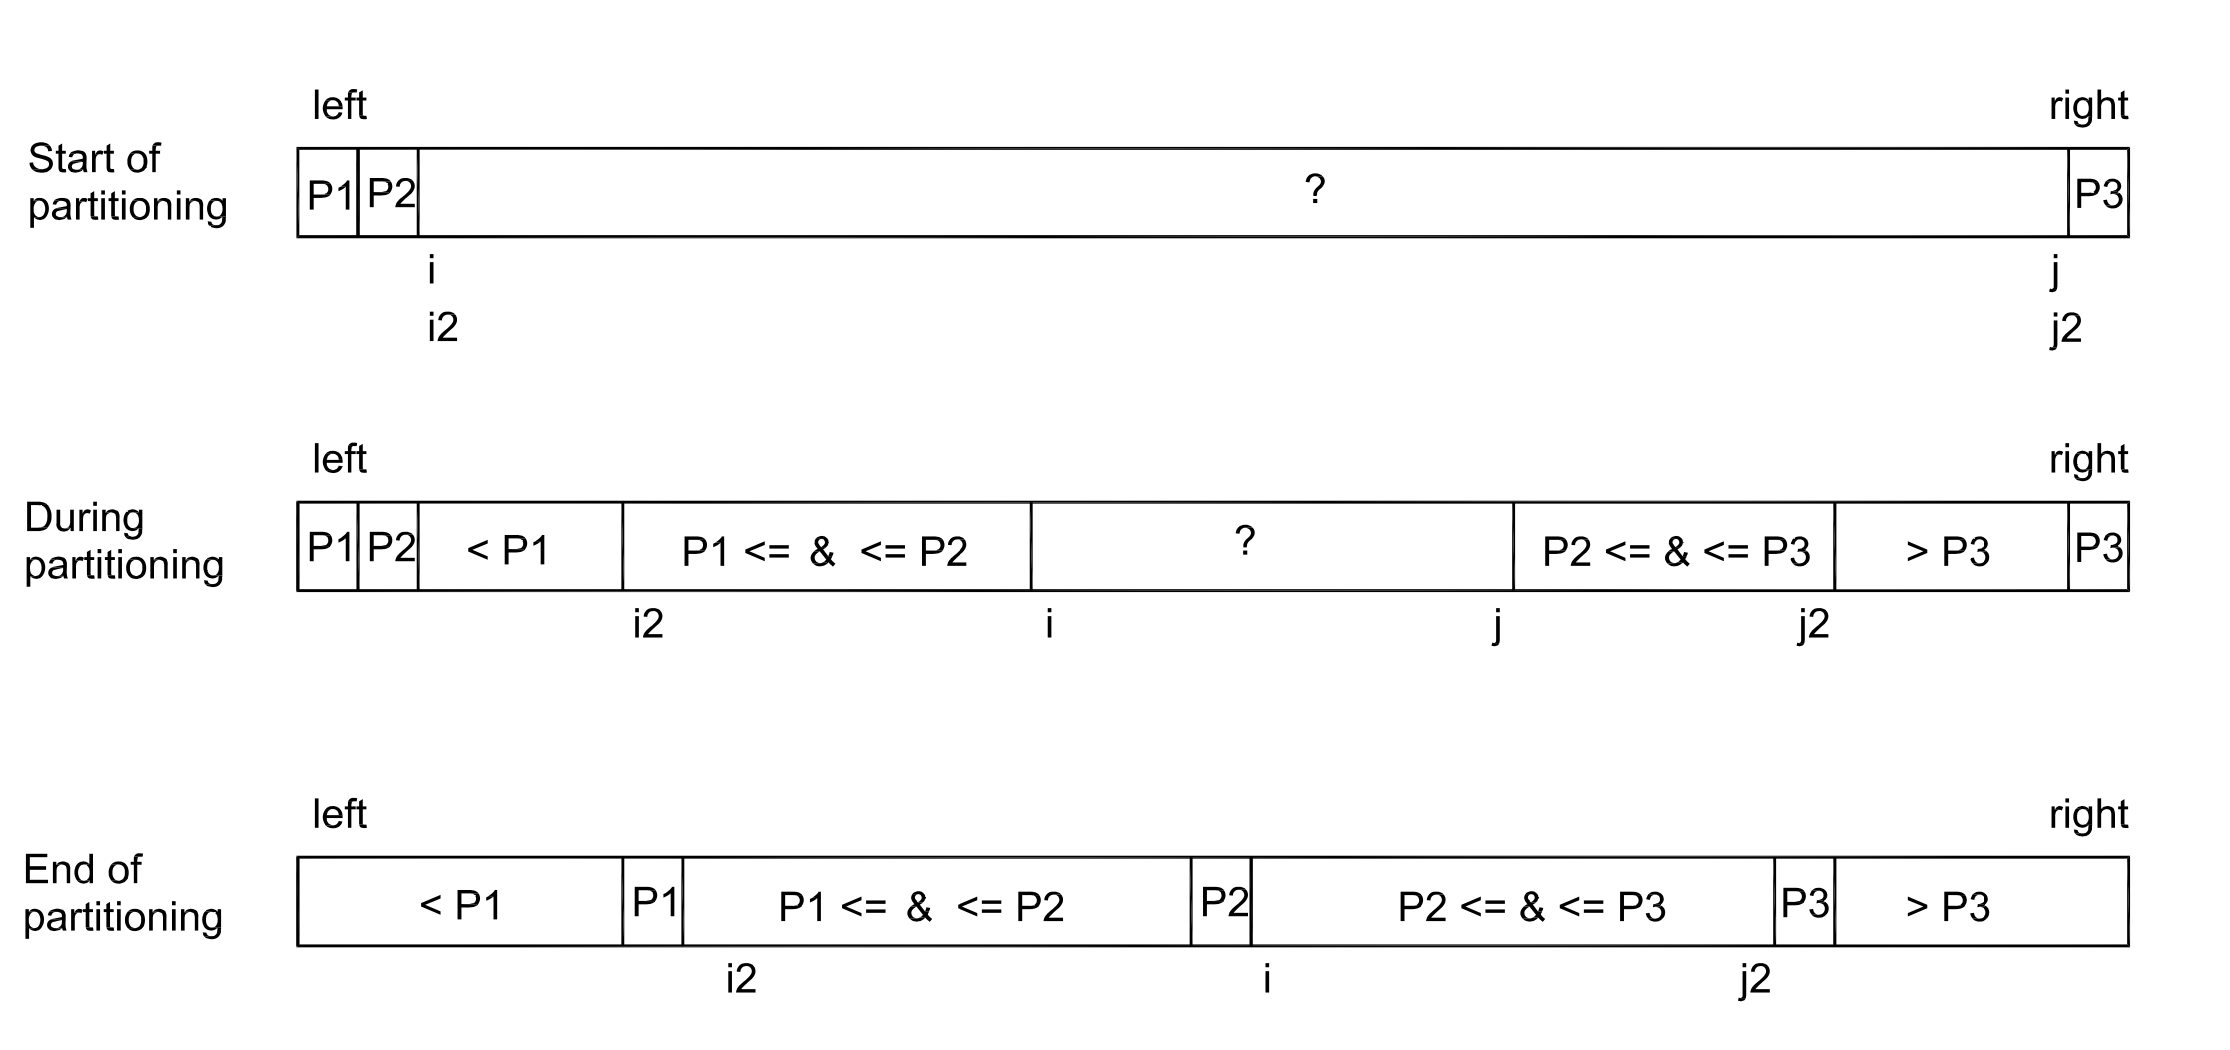 left right
Start of
partitioning
P1 P2 ? P3
i j
i2 j2
left right
During
partitioning
P1 P2 < P1 P1 <= & <= P2 ? P2 <= & <= P3 > P3 P3
i2 i j j2
left right
End of
partitioning
< P1 P1 P1 <= & <= P2 P2 P2 <= & <= P3 P3 > P3
i2 i j2